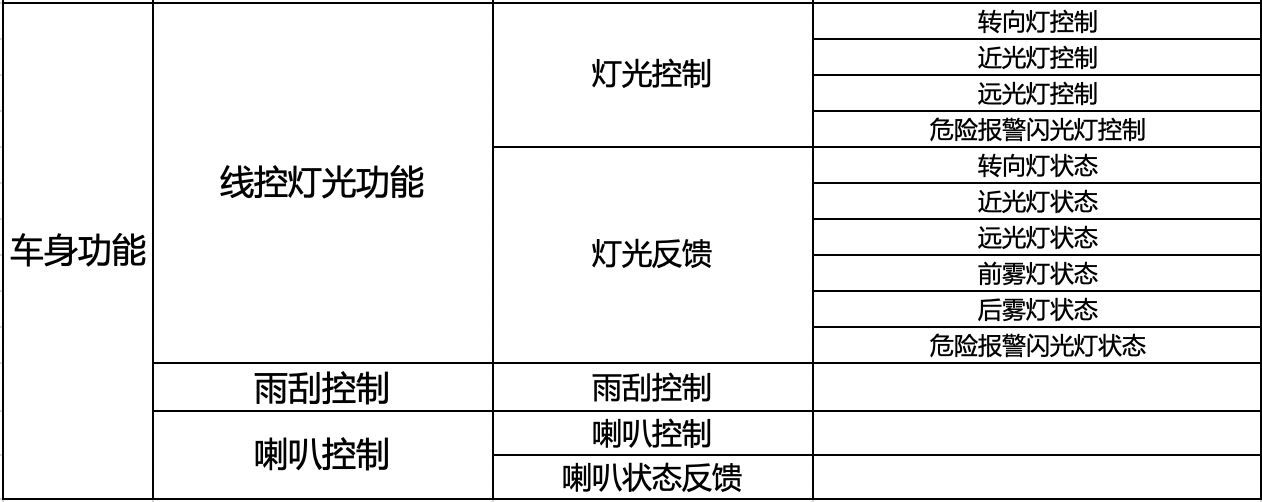 转向灯控制
近光灯控制
灯光控制
远光灯控制
危险报警闪光灯控制
转向灯状态
线控灯光功能
近光灯状态
远光灯状态
车身功能
灯光反馈
前雾灯状态
后雾灯状态
危险报警闪光灯状态
雨刮控制
雨刮控制
喇叭控制
喇叭控制
喇叭状态反馈